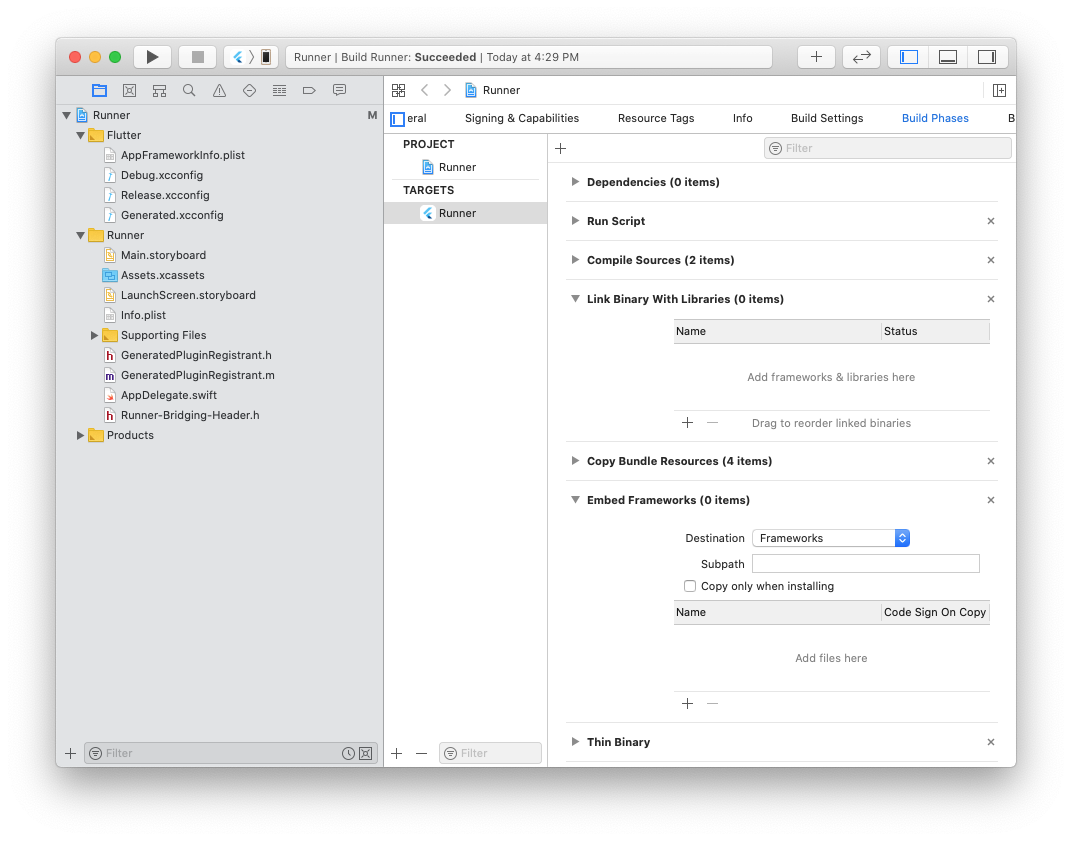 Runner | Build Runner: Succeeded | Today at 4:29 PM
Runner
M
Flutter
AppFrameworkInfo.plist
Debug.xcconfig
Release.xcconfig
Generated.xcconfig
Runner
Main.storyboard
Assets.xcassets
LaunchScreen.storyboard
Info.plist
Supporting Files
h GeneratedPluginRegistrant.h
m GeneratedPluginRegistrant.m
AppDelegate.swift
h Runner-Bridging-Header.h
Products
Filter
Runner
eral Signing & Capabilities Resource Tags Info Build Settings Build Phases B
PROJECT
Runner
TARGETS
Runner
Filter
Filter
Dependencies (0 items)
Run Script
Compile Sources (2 items)
Link Binary With Libraries (0 items)
Name Status
Add frameworks & libraries here
Drag to reorder linked binaries
Copy Bundle Resources (4 items)
Embed Frameworks (0 items)
Destination Frameworks
Subpath
Copy only when installing
Name Code Sign On Copy
Add files here
Thin Binary